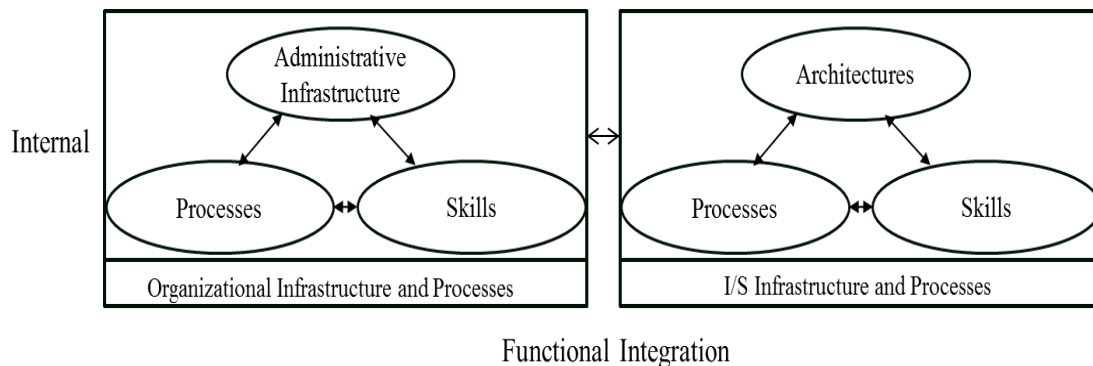 Administrative
Infrastructure
Architectures
Internal
Processes
Skills
Processes
Skills
Organizational Infrastructure and Processes
I/S Infrastructure and Processes
Functional Integration